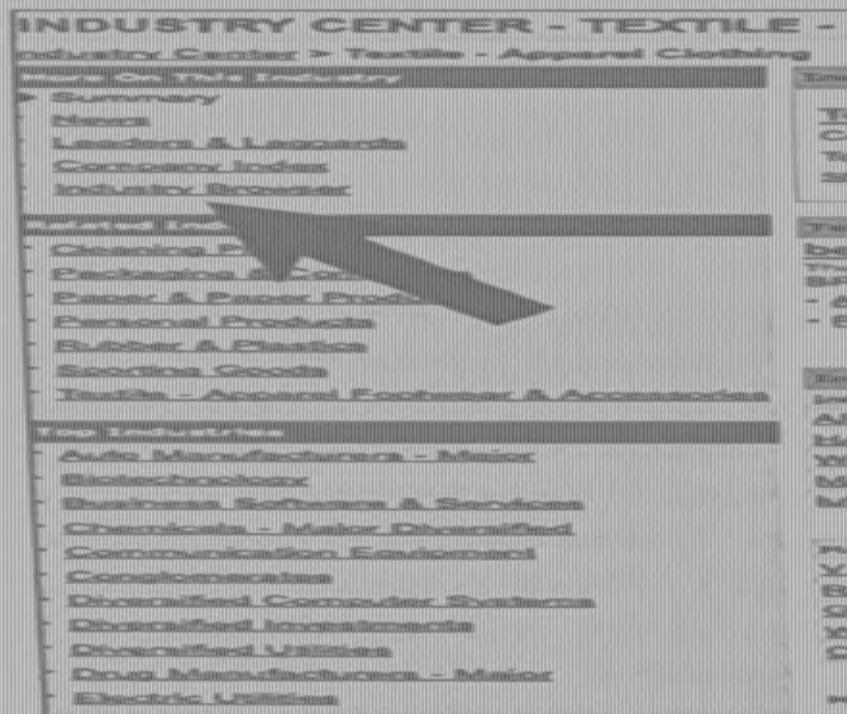 INDUSTRY CENTER - TEXTILE -
Industry Center > Textile - Apparel Clothing
More On This Industry
Summary
News
Leaders & Laggards
Company Index
Industry Browser
Related
Cleaning
Packaging &
Paper & Paper
Personal Products
Rubber & Plastics
Sporting Goods
Textile - Apparel Footwear & Accessories
Top Industries
Auto Manufacturers - Major
Biotechnology
Business Software & Services
Chemicals - Major Diversified
Communication Equipment
Conglomerates
Diversified Computer Systems
Diversified Investments
Diversified Utilities
Drug Manufacturers - Major
Electric Utilities